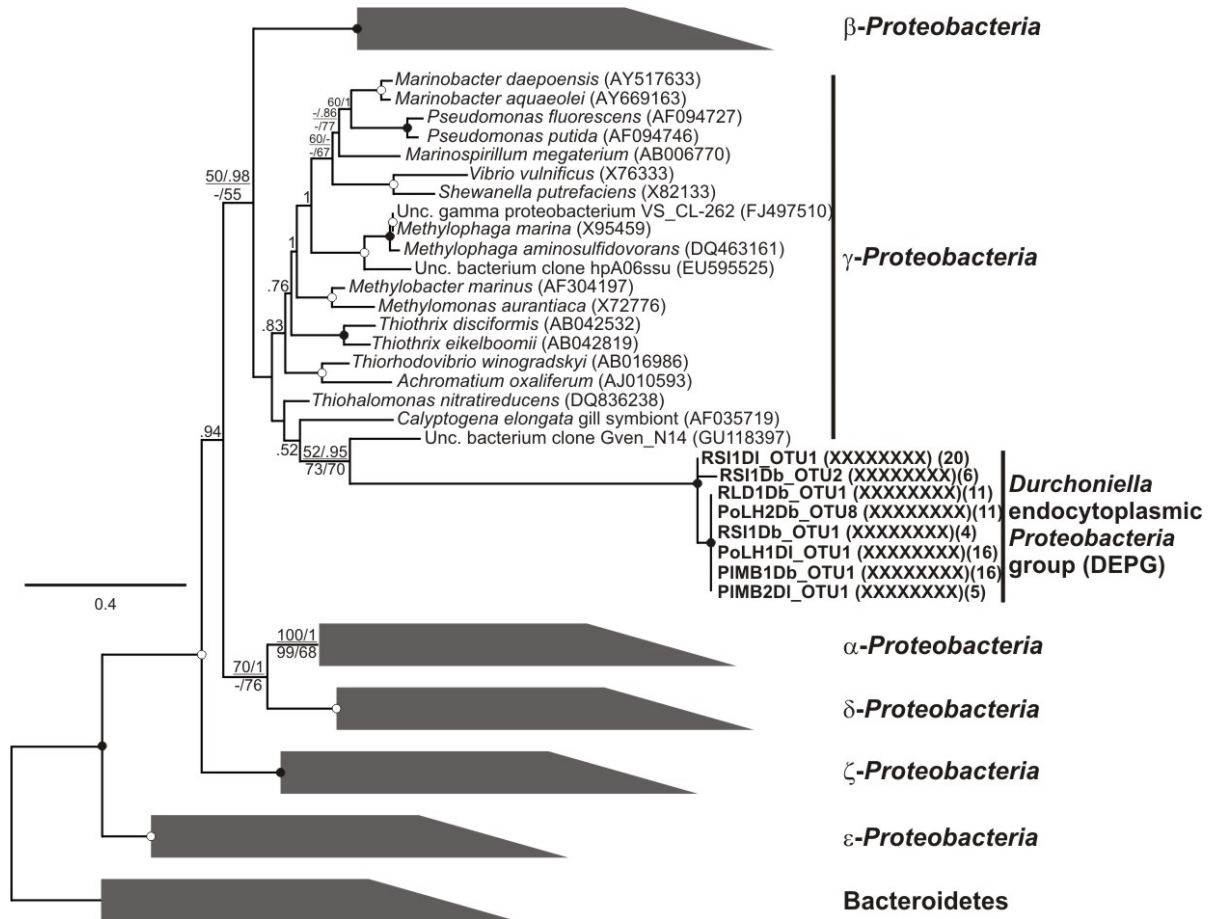 β-Proteobacteria
Marinobacter daepoensis (AY517633)
60/1
Marinobacter aquaeolei (AY669163)
-/.86
-/77
Pseudomonas fluorescens (AF094727)
Pseudomonas putida (AF094746)
60/-
-/67
Marinospirillum megaterium (AB006770)
Vibrio vulnificus (X76333)
50/.98
-/55
Shewanella putrefaciens (X82133)
1
Unc. gamma proteobacterium VS_CL-262 (FJ497510)
Methylophaga marina (X95459)
1
Methylophaga aminosulfidovorans (DQ463161)
γ-Proteobacteria
Unc. bacterium clone hpA06ssu (EU595525)
.76
Methylobacter marinus (AF304197)
Methylomonas aurantiaca (X72776)
.83
Thiothrix disciformis (AB042532)
Thiothrix eikelboomii (AB042819)
Thiorhodovibrio winogradskyi (AB016986)
Achromatium oxaliferum (AJ010593)
Thiohalomonas nitratireducens (DQ836238)
Calyptogena elongata gill symbiont (AF035719)
.94
.52
Unc. bacterium clone Gven_N14 (GU118397)
52/.95
73/70
RSI1DI_OTU1 (XXXXXXXX) (20)
RSI1Db_OTU2 (XXXXXXXX)(6)
RLD1Db_OTU1 (XXXXXXXX)(11)
PoLH2Db_OTU8 (XXXXXXXX)(11)
RSI1Db_OTU1 (XXXXXXXX)(4)
PoLH1DI_OTU1 (XXXXXXXX)(16)
PIMB1Db_OTU1 (XXXXXXXX)(16)
PIMB2DI_OTU1 (XXXXXXXX)(5)
Durchoniella
endocytoplasmic
Proteobacteria
group (DEPG)
0.4
100/1
99/68
α-Proteobacteria
70/1
-/76
δ-Proteobacteria
ζ-Proteobacteria
ε-Proteobacteria
Bacteroidetes